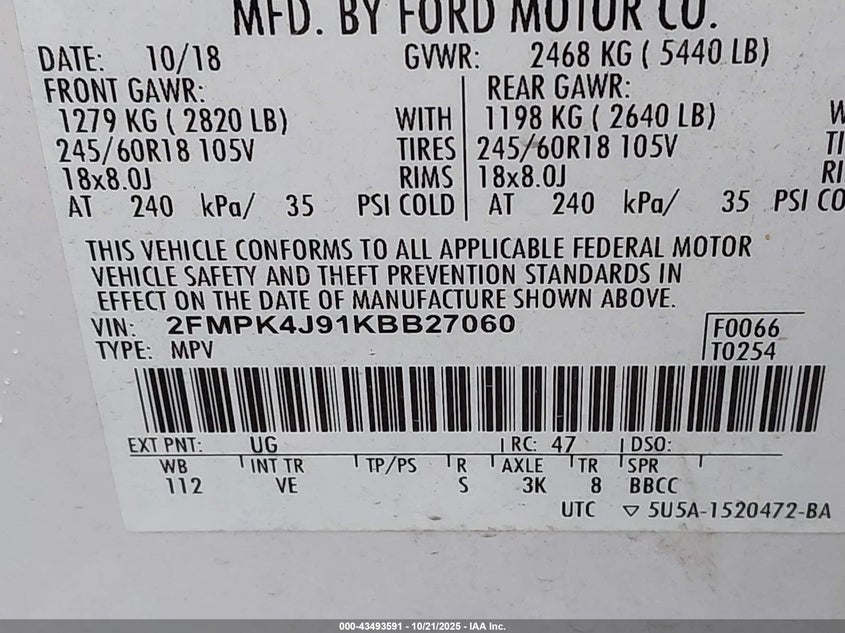 MFD. BY FORD MOTOR CO.
DATE: 10/18 GVWR: 2468 KG ( 5440 LB)
FRONT GAWR: REAR GAWR:
1279 KG ( 2820 LB) WITH 1198 KG ( 2640 LB)
245/60R18 105V TIRES 245/60R18 105V
18x8.0J RIMS 18x8.0J
AT 240 kPa/ 35 PSI COLD AT 240 kPa/ 35 PSI
THIS VEHICLE CONFORMS TO ALL APPLICABLE FEDERAL MOTOR
VEHICLE SAFETY AND THEFT PREVENTION STANDARDS IN
EFFECT ON THE DATE OF MANUFACTURE SHOWN ABOVE.
VIN: 2FMPK4J91KBB27060 F0066
TYPE: MPV T0254
EXT PNT: UG RC: 47 DSO:
WB INT TR TP/PS R AXLE TR SPR
112 VE S 3K 8 BBCC
UTC ▽ 5U5A-1520472-BA
000-43493591 - 10/21/2025 - IAA Inc.